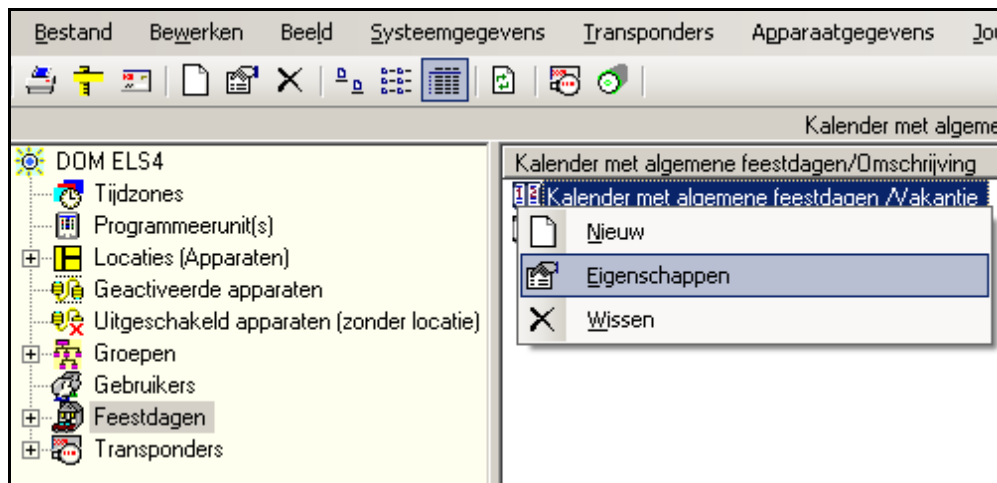 Bestand Bewerken Beeld Systeemgegevens Transponders Apparaatgegevens Jou
Kalender met algeme
DOM ELS4
Tijdzones
Programmeerunit(s)
Locaties (Apparaten)
Geactiveerde apparaten
Uitgeschakeld apparaten (zonder locatie)
Groepen
Gebruikers
Feestdagen
Transponders
Kalender met algemene feestdagen/Omschrijving
Kalender met algemene feestdagen /Vakantie
Nieuw
Eigenschappen
Wissen